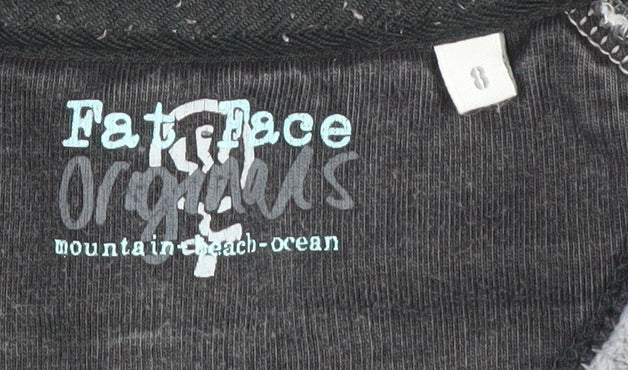 8
Fat Face
Originals
mountain-beach-ocean